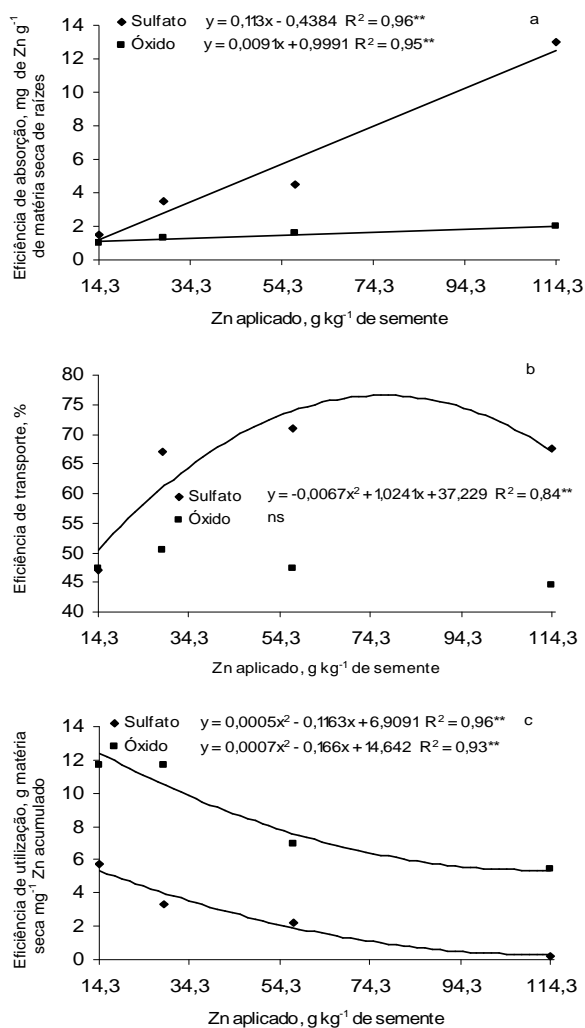 Sulfato y = 0,113x - 0,4384 R² = 0,96** a
Óxido y = 0,0091x + 0,9991 R² = 0,95**
Eficiência de absorção, mg de Zn g⁻¹
de matéria seca de raízes
14
12
10
8
6
4
2
0
14,3 34,3 54,3 74,3 94,3 114,3
Zn aplicado, g kg⁻¹ de semente
b
Eficiência de transporte, %
80
75
70
65
60
55
50
45
40
Sulfato y = -0,0067x² + 1,0241x + 37,229 R² = 0,84**
Óxido ns
14,3 34,3 54,3 74,3 94,3 114,3
Zn aplicado, g kg⁻¹ de semente
Sulfato y = 0,0005x² - 0,1163x + 6,9091 R² = 0,96** c
Óxido y = 0,0007x² - 0,166x + 14,642 R² = 0,93**
Eficiência de utilização, g matéria
seca mg⁻¹ Zn acumulado
14
12
10
8
6
4
2
0
14,3 34,3 54,3 74,3 94,3 114,3
Zn aplicado, g kg⁻¹ de semente